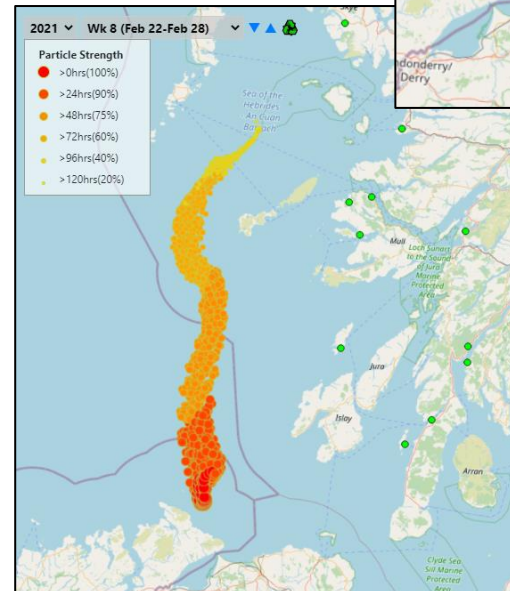 2021 Wk 8 (Feb 22-Feb 28)
Particle Strength
>0hrs(100%)
>24hrs(90%)
>48hrs(75%)
>72hrs(60%)
>96hrs(40%)
>120hrs(20%)
Skye
ndonderry/
Derry
Sea of the
Hebrides
An Cuan
Mull
Loch Sunart
to the Sound
of Jura
Marine
Protected
Area
Jura
Islay
Arran
Clyde Sea
Sill Marine
Protected
Area